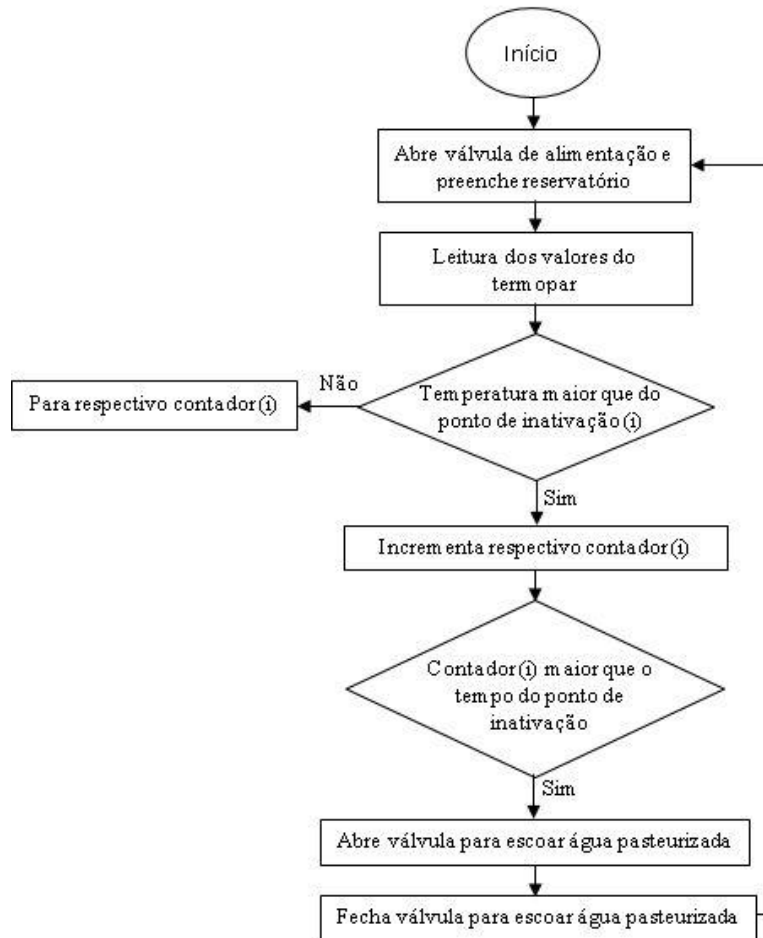 Início
Abre válvula de alimentação e
preenche reservatório
Leitura dos valores do
termopar
Temperatura maior que do
ponto de inativação(i)
Não
Para respectivo contador(i)
Sim
Incrementa respectivo contador(i)
Contador(i) maior que o
tempo do ponto de
inativação
Sim
Abre válvula para escoar água pasteurizada
Fecha válvula para escoar água pasteurizada